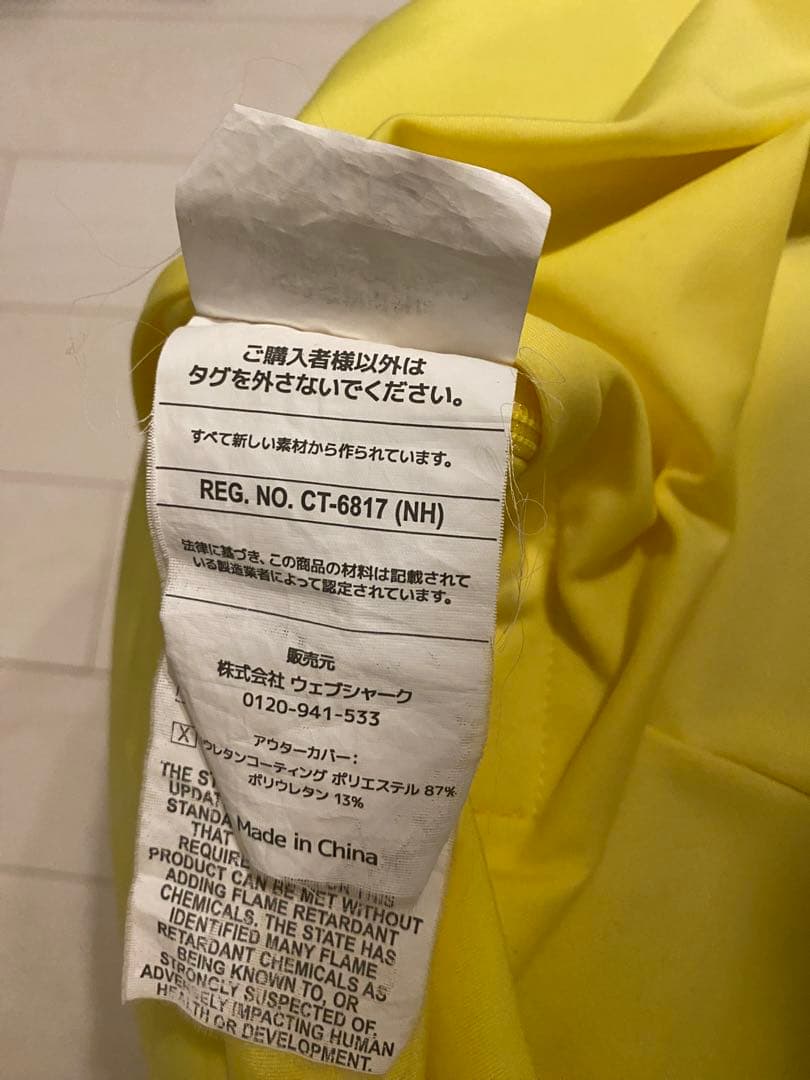 ご購入者様以外は
タグを外さないでください。
すべて新しい素材から作られています。
REG. NO. CT-6817 (NH)
法律に基づき、この商品の材料は記載されて
いる製造業者によって認定されています。
販売元
株式会社 ウェブシャーク
0120-941-533
アウターカバー：
ウレタンコーティング ポリエステル 87%
ポリウレタン 13%
Made in China
X
THE
THAT
PRODUCT CAN BE MET WITHOUT
ADDING FLAME RETARDANT
CHEMICALS. THE STATE HAS
IDENTIFIED MANY FLAME
RETARDANT CHEMICALS AS
BEING KNOWN TO, OR
STRONGLY SUSPECTED OF,
ADVERSELY IMPACTING HUMAN
HEALTH OR DEVELOPMENT.